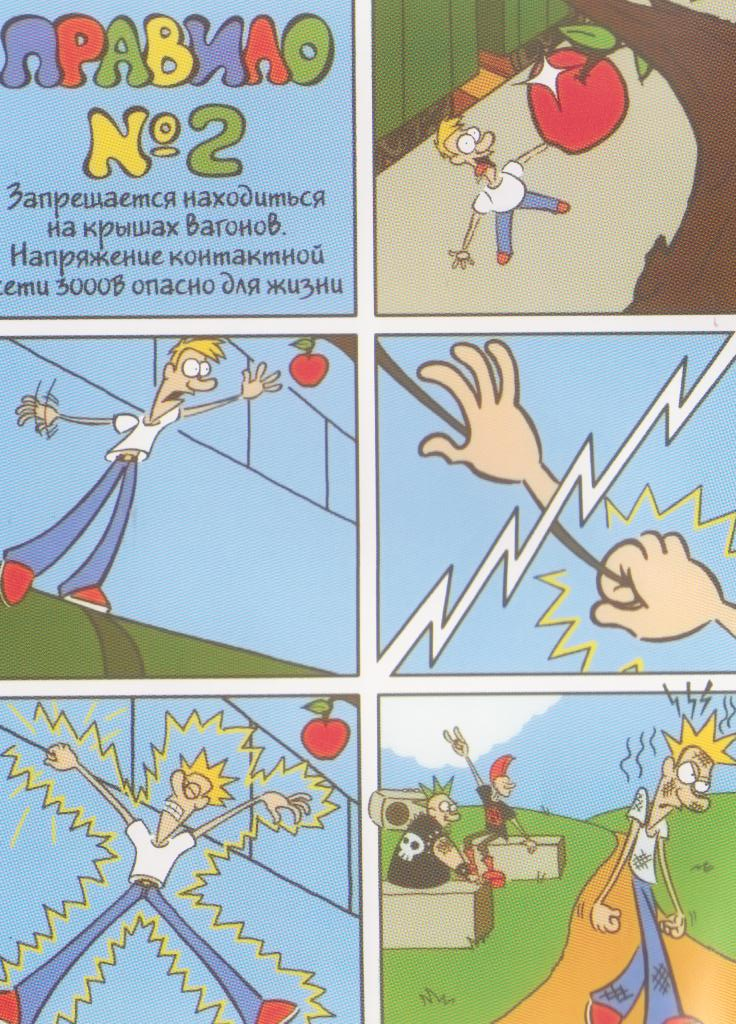 ПРАВИЛО
№2
Запрещается находиться
на крышах вагонов.
Напряжение контактной
сети 3000В опасно для жизни